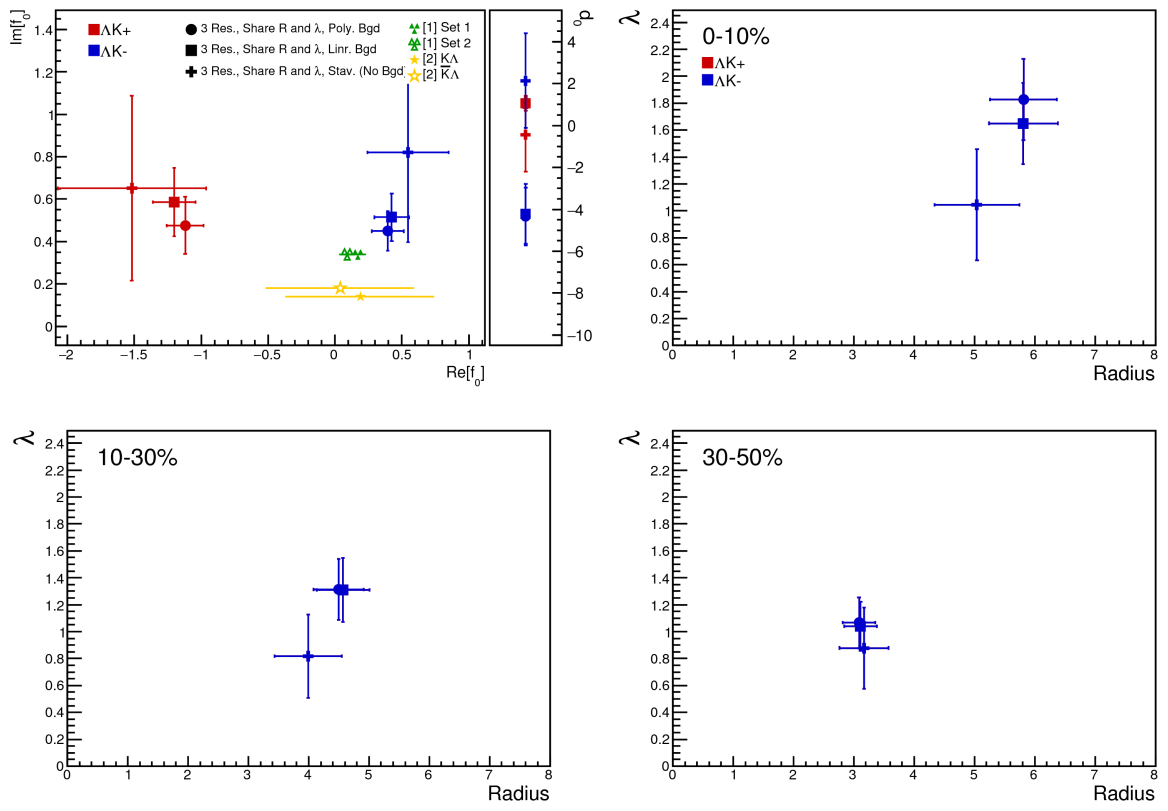 Im[f0]
1.4
1.2
1
0.8
0.6
0.4
0.2
0
−2
−1.5
−1
−0.5
0
0.5
1
Re[f0]
ΛK+
ΛK-
3 Res., Share R and λ, Poly. Bgd
3 Res., Share R and λ, Linr. Bgd
3 Res., Share R and λ, Stav. (No Bgd)
[1] Set 1
[1] Set 2
[2] KΛ
[2] K̅Λ
d0
4
2
0
−2
−4
−6
−8
−10
λ
2.4
2.2
2
1.8
1.6
1.4
1.2
1
0.8
0.6
0.4
0.2
0
0-10%
ΛK+
ΛK-
0 1 2 3 4 5 6 7 8
Radius
λ
2.4
2.2
2
1.8
1.6
1.4
1.2
1
0.8
0.6
0.4
0.2
0
10-30%
0 1 2 3 4 5 6 7 8
Radius
λ
2.4
2.2
2
1.8
1.6
1.4
1.2
1
0.8
0.6
0.4
0.2
0
30-50%
0 1 2 3 4 5 6 7 8
Radius